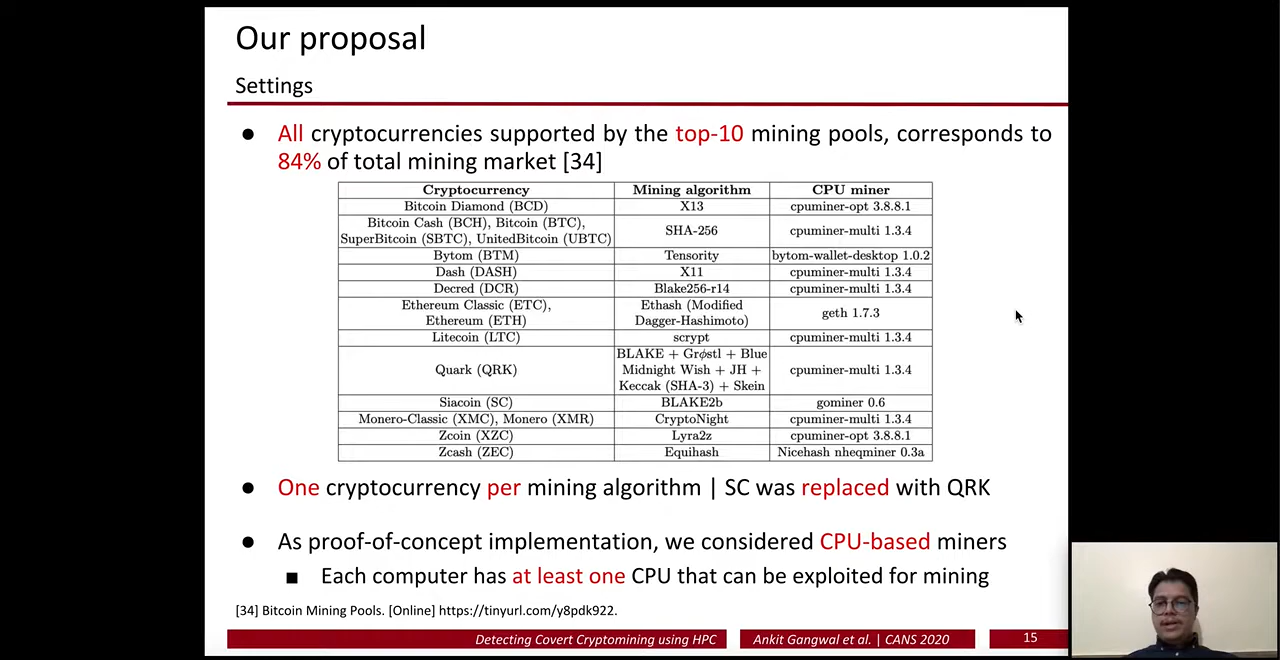 Our proposal
Settings
● All cryptocurrencies supported by the top-10 mining pools, corresponds to
84% of total mining market [34]
Cryptocurrency Mining algorithm CPU miner
Bitcoin Diamond (BCD) X13 cpuminer-opt 3.8.8.1
Bitcoin Cash (BCH), Bitcoin (BTC),
SuperBitcoin (SBTC), UnitedBitcoin (UBTC) SHA-256 cpuminer-multi 1.3.4
Bytom (BTM) Tensority bytom-wallet-desktop 1.0.2
Dash (DASH) X11 cpuminer-multi 1.3.4
Decred (DCR) Blake256-r14 cpuminer-multi 1.3.4
Ethereum Classic (ETC), Ethash (Modified
Ethereum (ETH) Dagger-Hashimoto) geth 1.7.3
Litecoin (LTC) scrypt cpuminer-multi 1.3.4
BLAKE + Grøstl + Blue
Quark (QRK) Midnight Wish + JH + cpuminer-multi 1.3.4
Keccak (SHA-3) + Skein
Siacoin (SC) BLAKE2b gominer 0.6
Monero-Classic (XMC), Monero (XMR) CryptoNight cpuminer-multi 1.3.4
Zcoin (XZC) Lyra2z cpuminer-opt 3.8.8.1
Zcash (ZEC) Equihash Nicehash nheqminer 0.3a
● One cryptocurrency per mining algorithm | SC was replaced with QRK
● As proof-of-concept implementation, we considered CPU-based miners
■ Each computer has at least one CPU that can be exploited for mining
[34] Bitcoin Mining Pools. [Online] https://tinyurl.com/y8pdk922.
Detecting Covert Cryptomining using HPC Ankit Gangwal et al. | CANS 2020 15